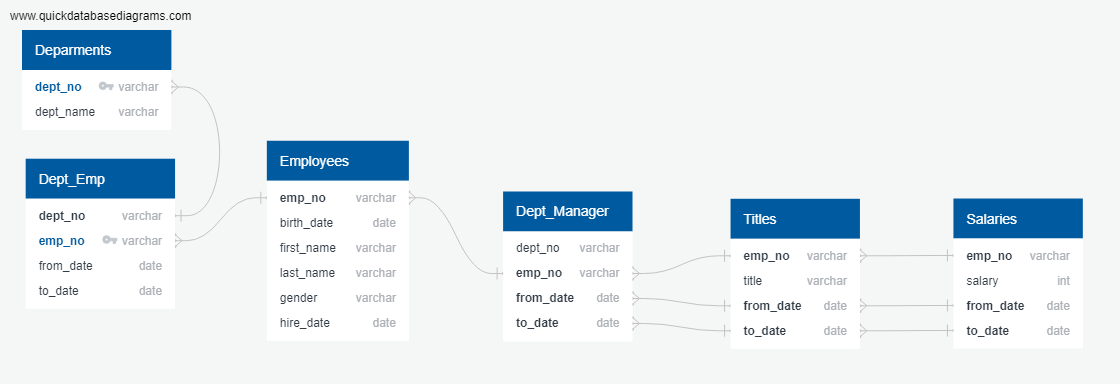 www.quickdatabasediagrams.com
Deparments
dept_no varchar
dept_name varchar
Dept_Emp
dept_no varchar
emp_no varchar
from_date date
to_date date
Employees
emp_no varchar
birth_date date
first_name varchar
last_name varchar
gender varchar
hire_date date
Dept_Manager
dept_no varchar
emp_no varchar
from_date date
to_date date
Titles
emp_no varchar
title varchar
from_date date
to_date date
Salaries
emp_no varchar
salary int
from_date date
to_date date